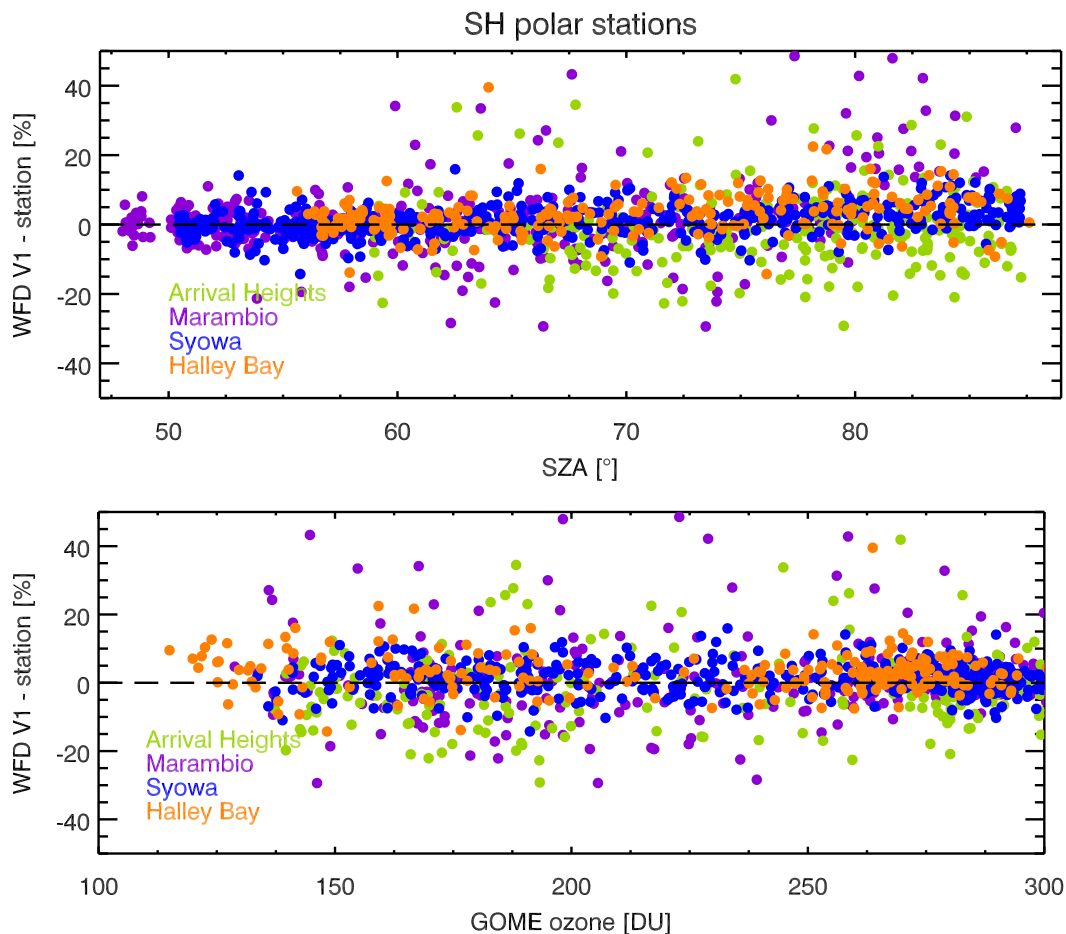 SH polar stations
WFD V1 - station [%]
40
20
0
-20
-40
Arrival Heights
Marambio
Syowa
Halley Bay
50 60 70 80
SZA [°]
WFD V1 - station [%]
40
20
0
-20
-40
Arrival Heights
Marambio
Syowa
Halley Bay
100 150 200 250 300
GOME ozone [DU]